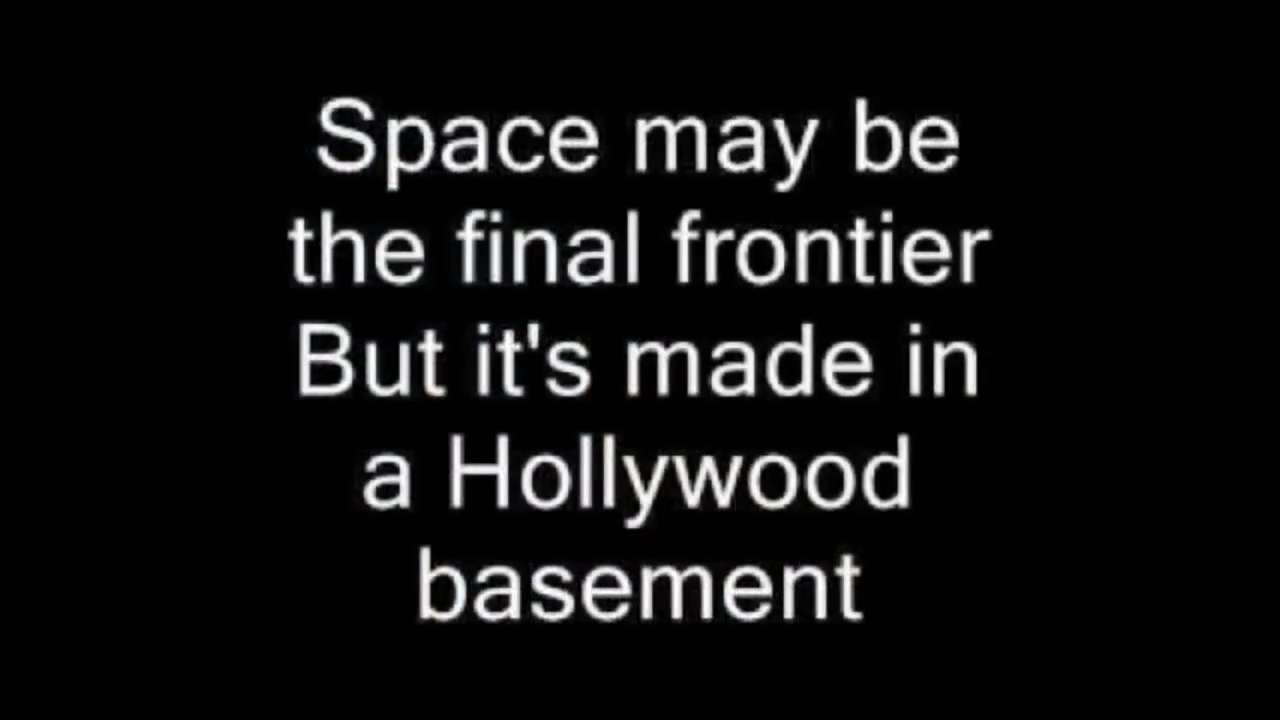 Space may be
the final frontier
But it's made in
a Hollywood
basement